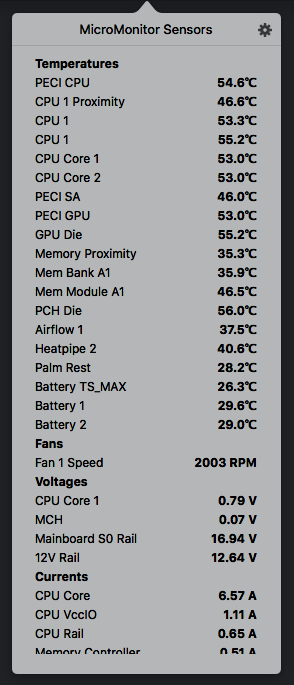 MicroMonitor Sensors
Temperatures
PECI CPU 54.6℃
CPU 1 Proximity 46.6℃
CPU 1 53.3℃
CPU 1 55.2℃
CPU Core 1 53.0℃
CPU Core 2 53.0℃
PECI SA 46.0℃
PECI GPU 53.0℃
GPU Die 55.2℃
Memory Proximity 35.3℃
Mem Bank A1 35.9℃
Mem Module A1 46.5℃
PCH Die 56.0℃
Airflow 1 37.5℃
Heatpipe 2 40.6℃
Palm Rest 28.2℃
Battery TS_MAX 26.3℃
Battery 1 29.6℃
Battery 2 29.0℃
Fans
Fan 1 Speed 2003 RPM
Voltages
CPU Core 1 0.79 V
MCH 0.07 V
Mainboard S0 Rail 16.94 V
12V Rail 12.64 V
Currents
CPU Core 6.57 A
CPU VccIO 1.11 A
CPU Rail 0.65 A
Memory Controller 0.51 A